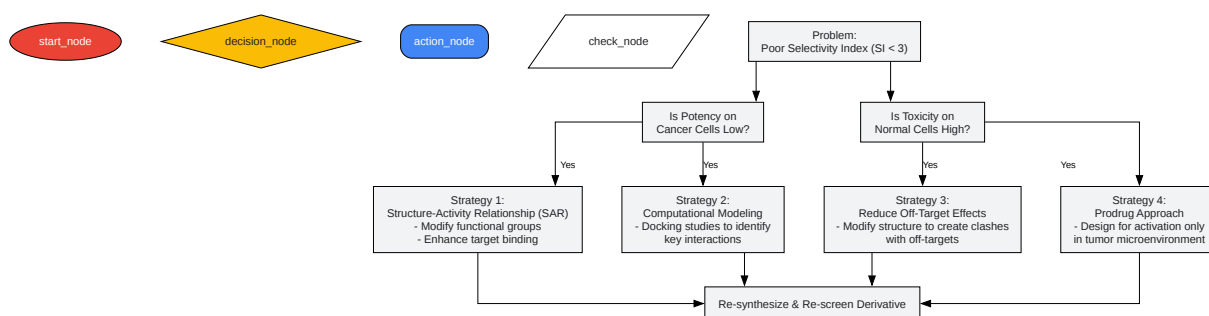 start_node
decision_node
action_node
check_node
Problem:
Poor Selectivity Index (SI < 3)
Is Potency on
Cancer Cells Low?
Is Toxicity on
Normal Cells High?
Yes
Yes
Yes
Yes
Strategy 1:
Structure-Activity Relationship (SAR)
- Modify functional groups
- Enhance target binding
Strategy 2:
Computational Modeling
- Docking studies to identify
key interactions
Strategy 3:
Reduce Off-Target Effects
- Modify structure to create clashes
with off-targets
Strategy 4:
Prodrug Approach
- Design for activation only
in tumor microenvironment
Re-synthesize & Re-screen Derivative